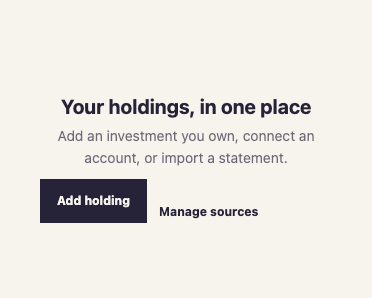 Your holdings, in one place
Add an investment you own, connect an
account, or import a statement.
Add holding
Manage sources